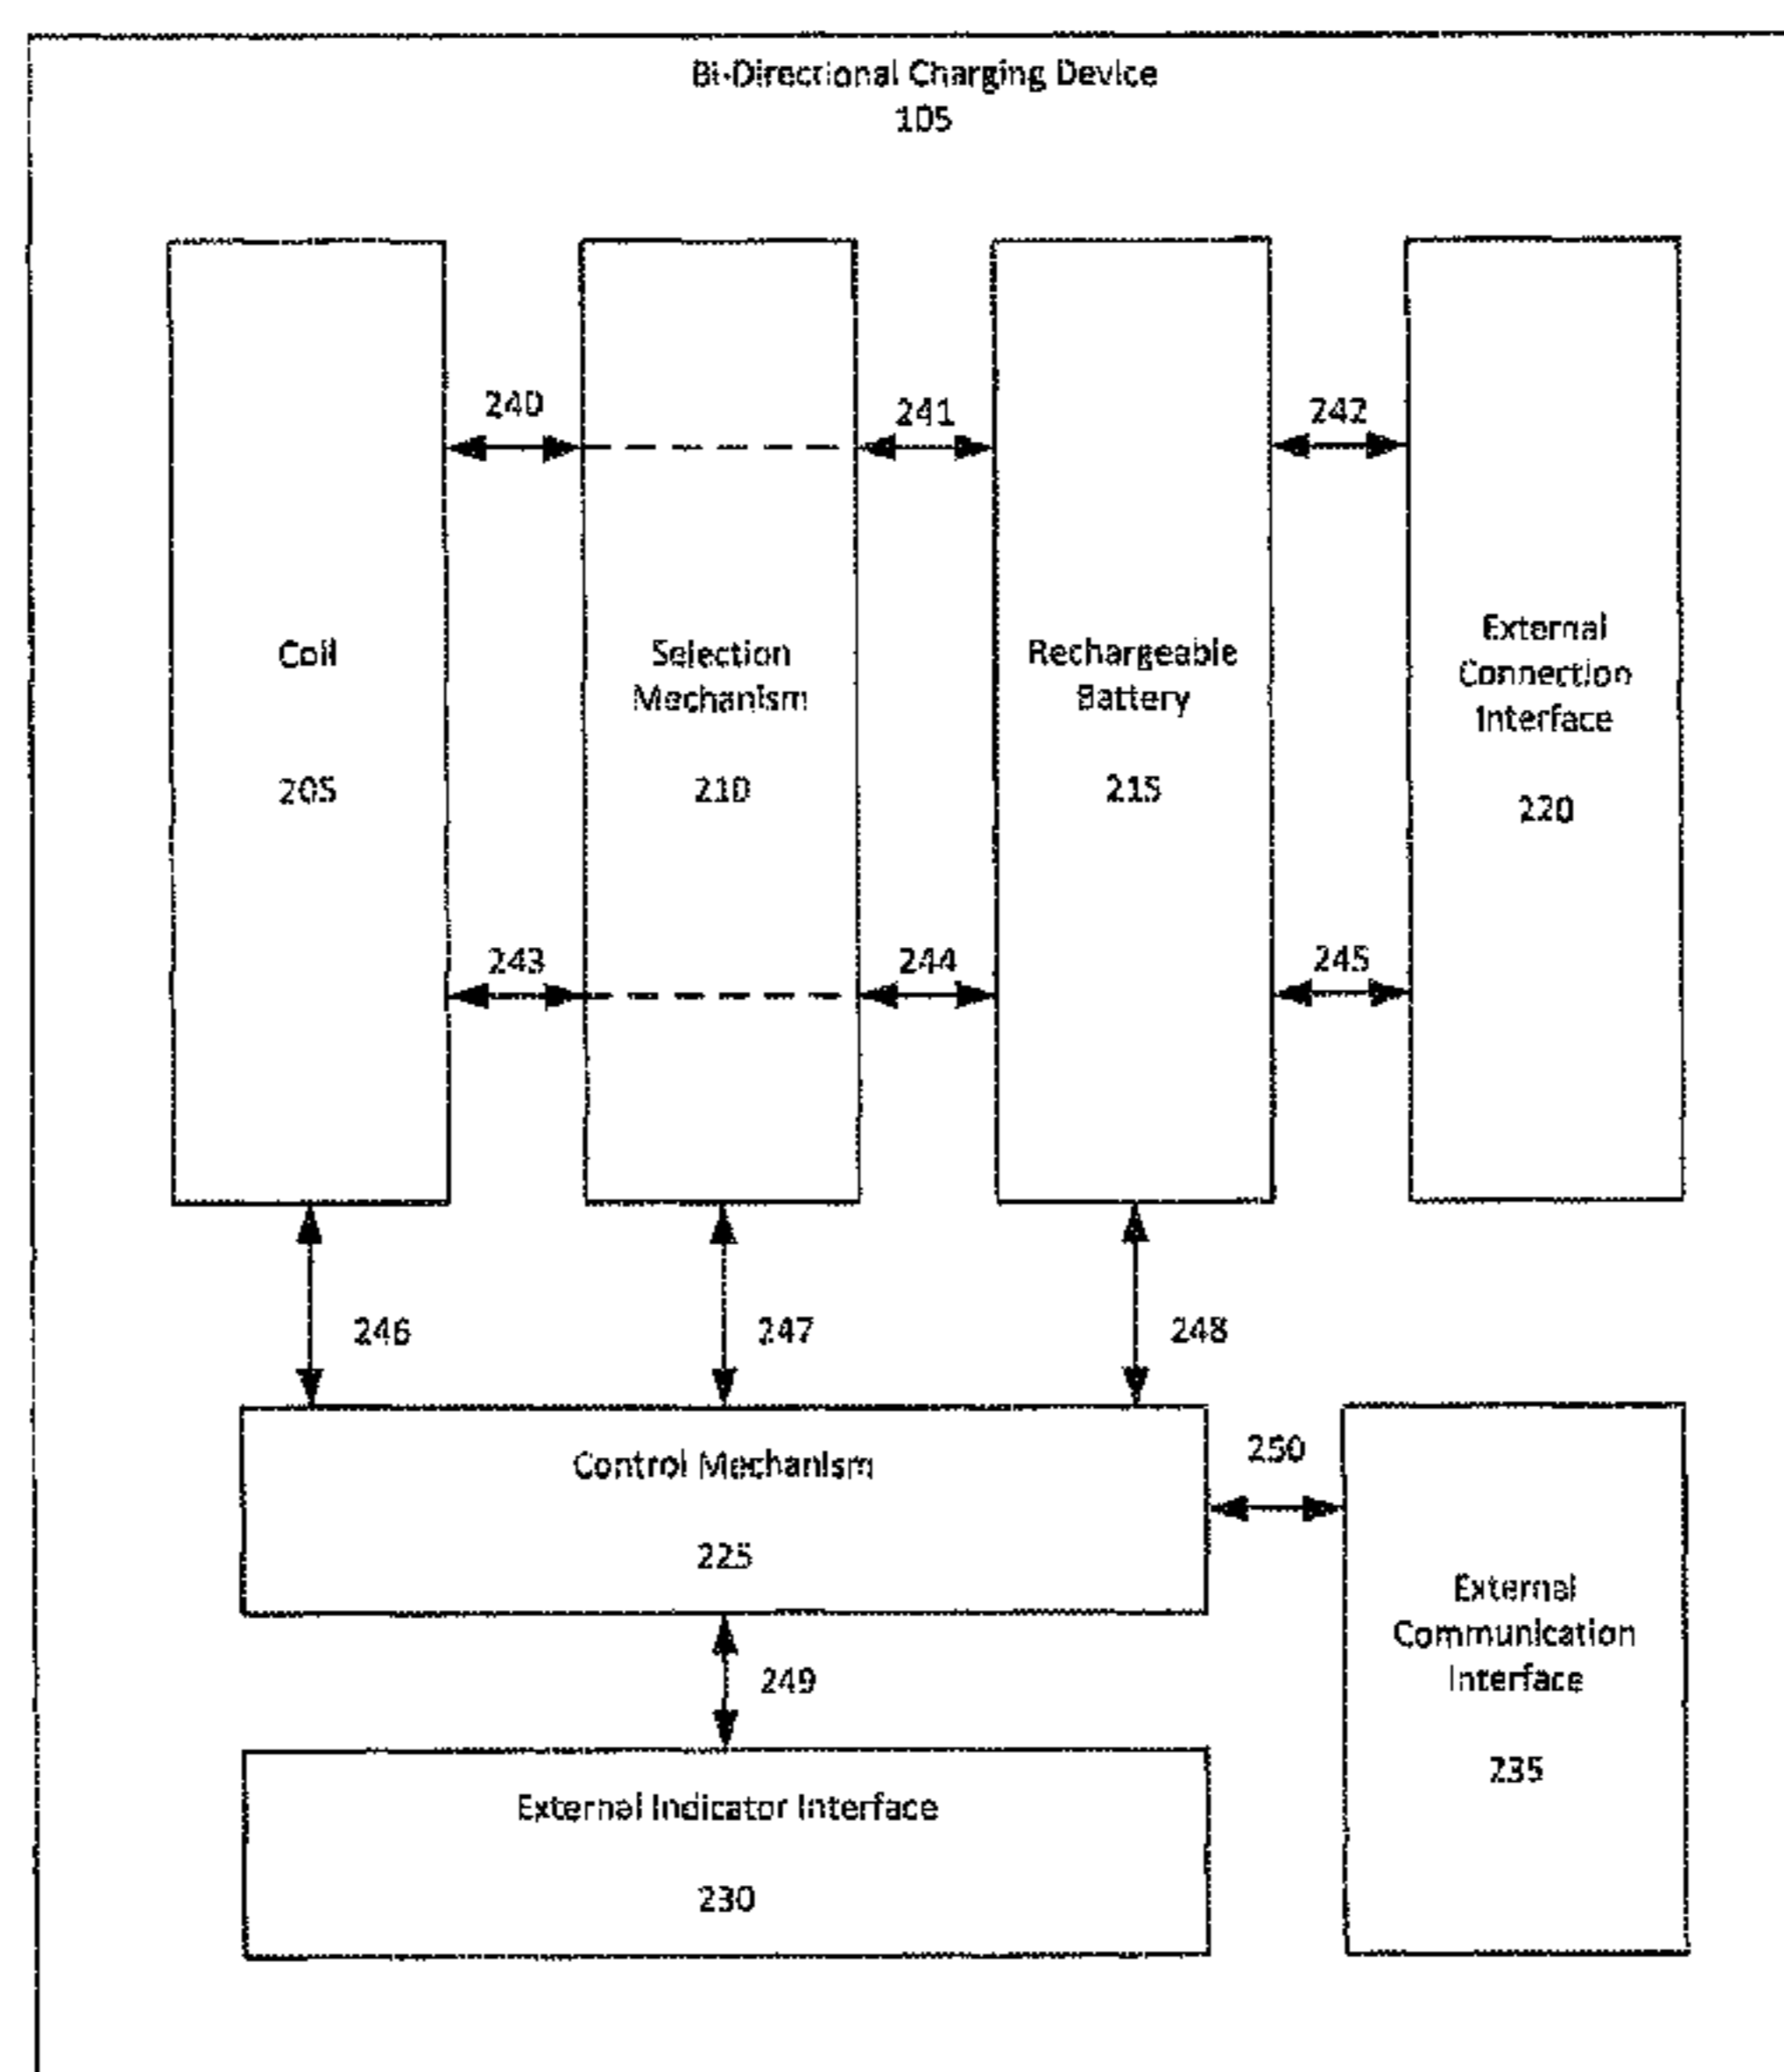 Bi-Directional Charging Device
105
240
241
242
Coil
205
Selection
Mechanism
210
Rechargeable
Battery
215
External
Connection
Interface
220
243
244
245
246
247
248
Control Mechanism
225
250
External
Communication
Interface
235
249
External Indicator Interface
230